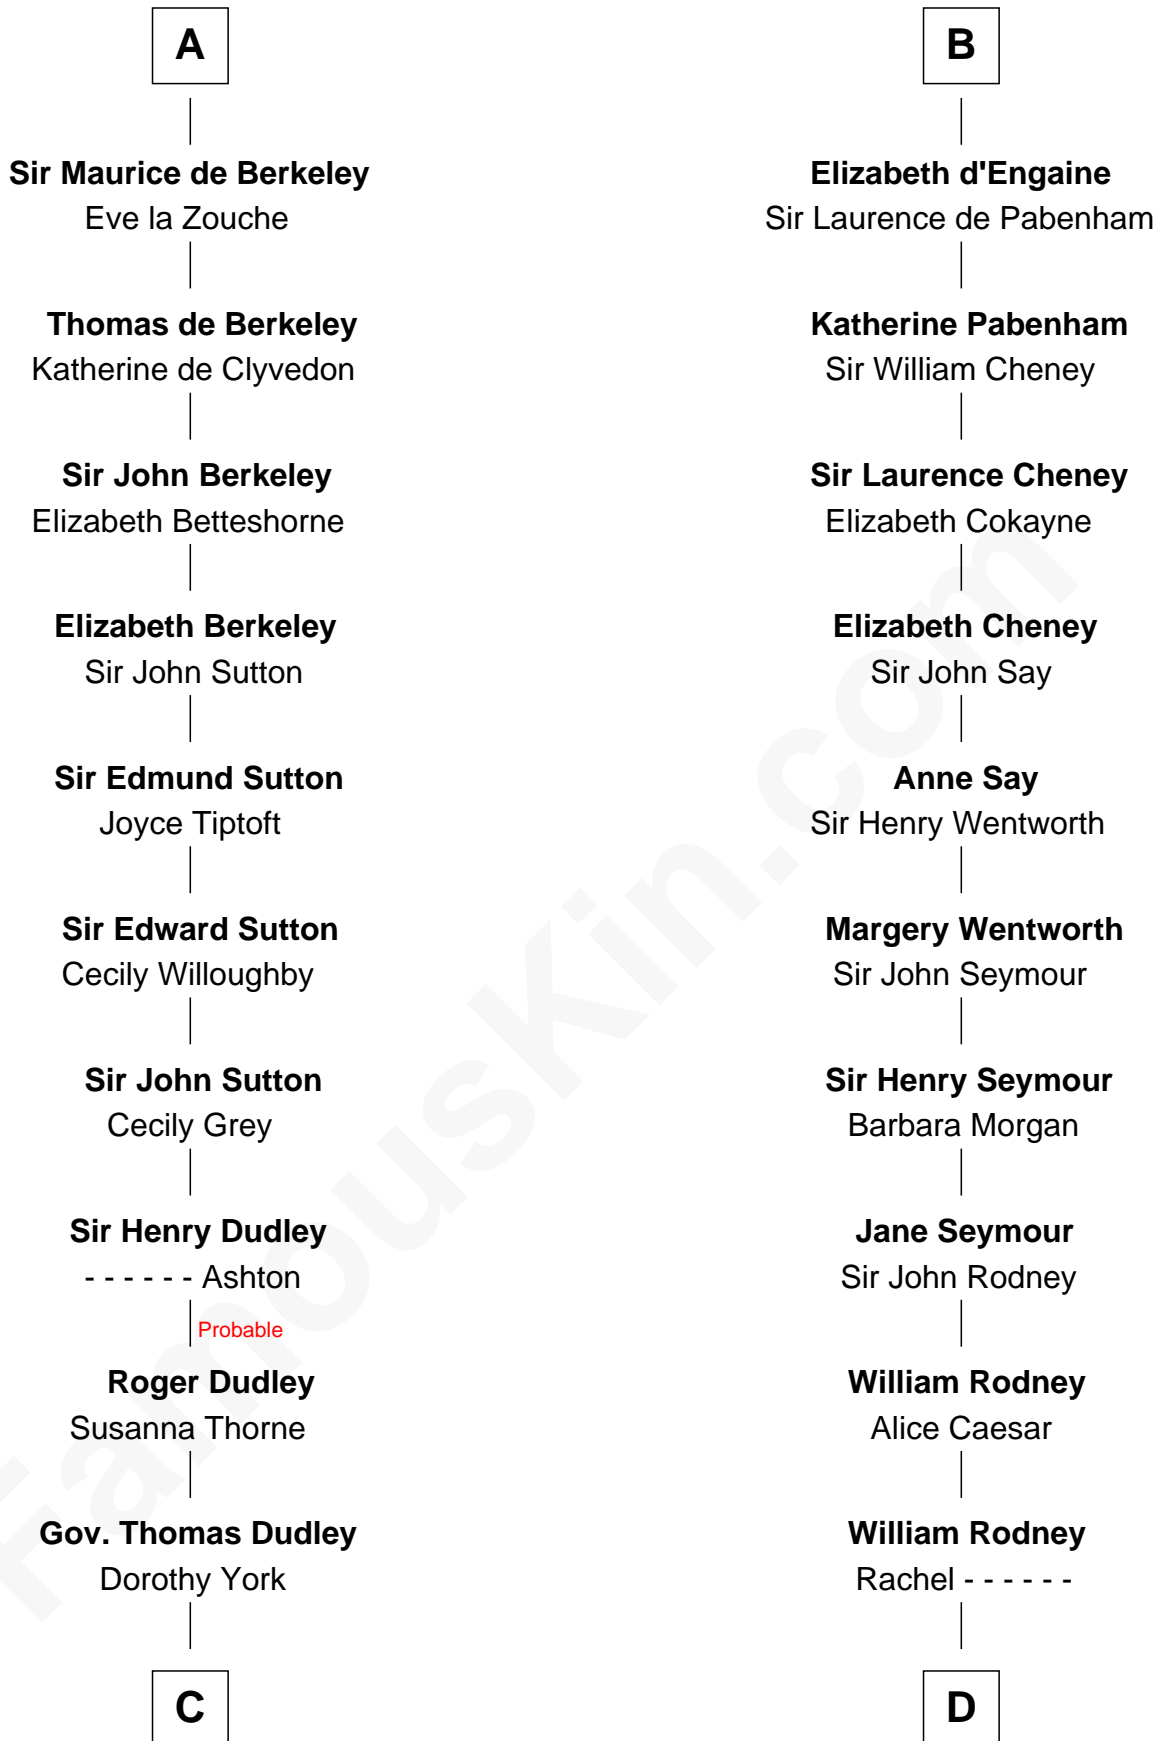 A
Sir Maurice de Berkeley
Eve la Zouche
Thomas de Berkeley
Katherine de Clyvedon
Sir John Berkeley
Elizabeth Betteshorne
Elizabeth Berkeley
Sir John Sutton
Sir Edmund Sutton
Joyce Tiptoft
Sir Edward Sutton
Cecily Willoughby
Sir John Sutton
Cecily Grey
Sir Henry Dudley
- - - - - - Ashton
Probable
Roger Dudley
Susanna Thorne
Gov. Thomas Dudley
Dorothy York
C
B
Elizabeth d'Engaine
Sir Laurence de Pabenham
Katherine Pabenham
Sir William Cheney
Sir Laurence Cheney
Elizabeth Cokayne
Elizabeth Cheney
Sir John Say
Anne Say
Sir Henry Wentworth
Margery Wentworth
Sir John Seymour
Sir Henry Seymour
Barbara Morgan
Jane Seymour
Sir John Rodney
William Rodney
Alice Caesar
William Rodney
Rachel - - - - - -
D
FamousKin.com